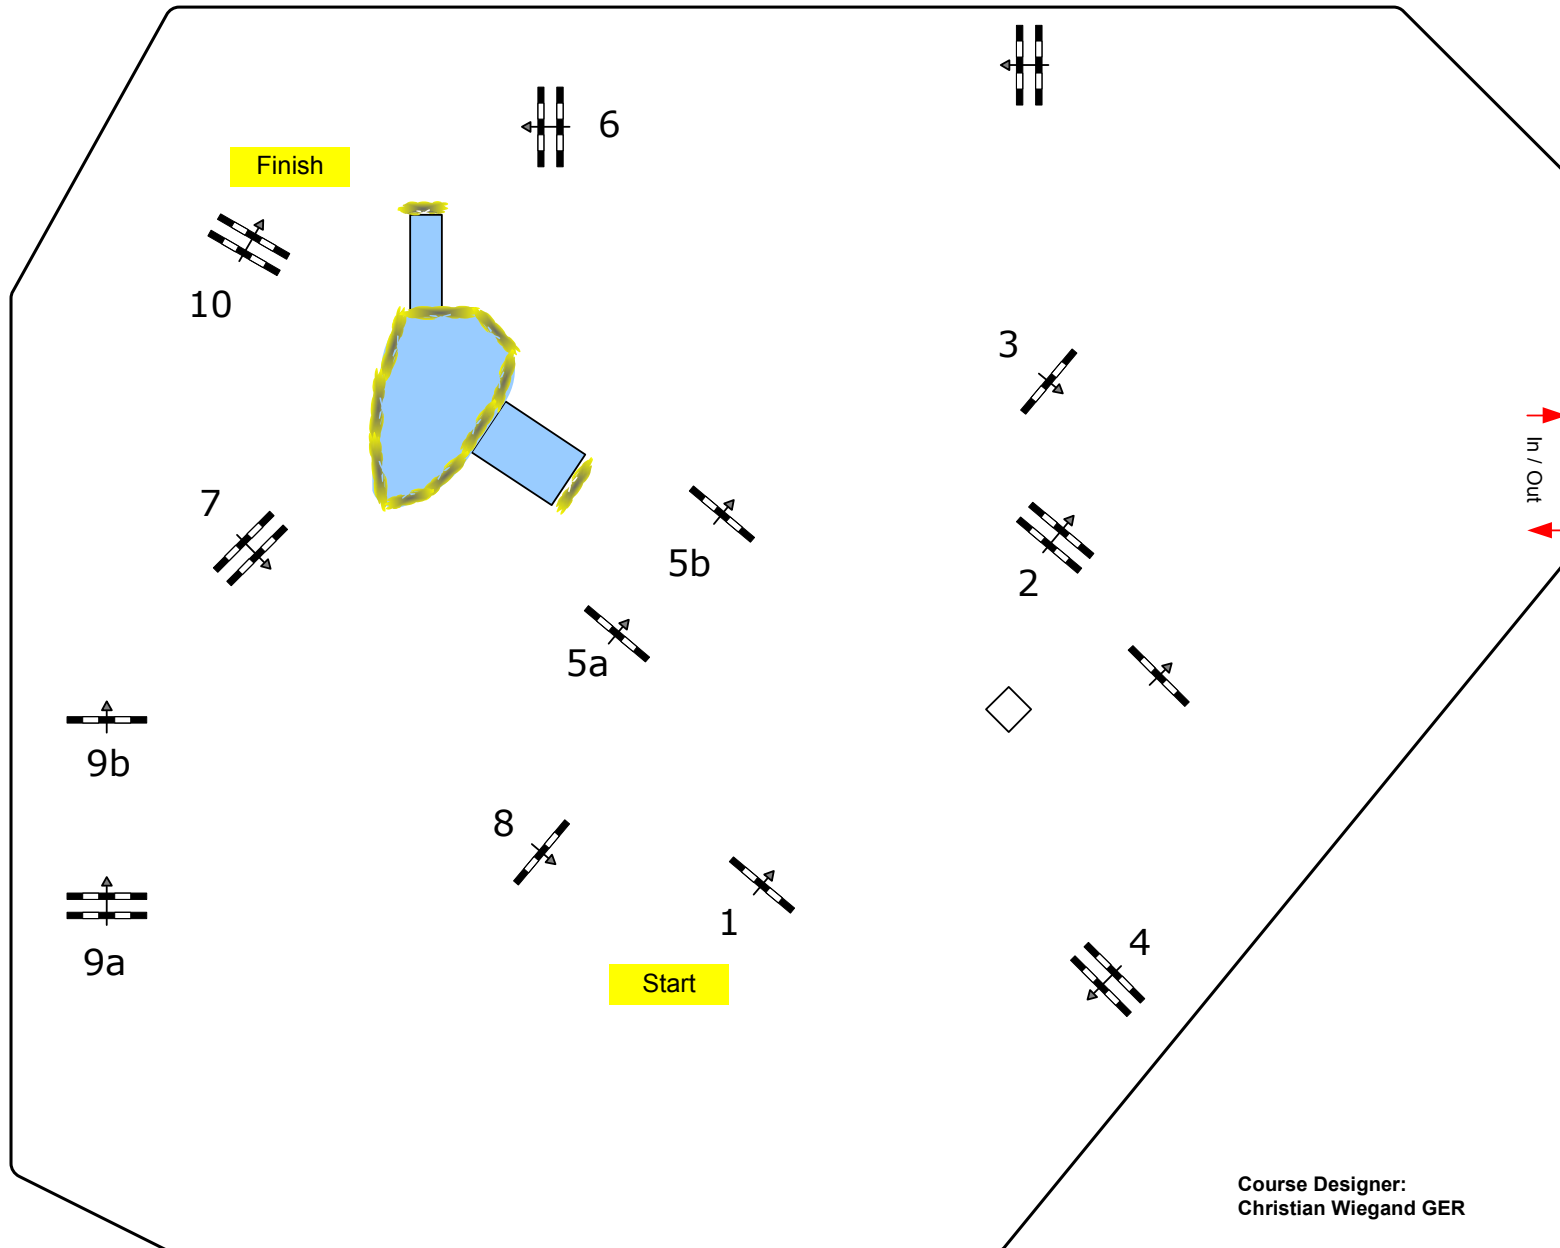 6
Finish
10
3
In / Out
7
5b
2
5a
9b
8
1
4
9a
Start
Course Designer:
Christian Wiegand GER